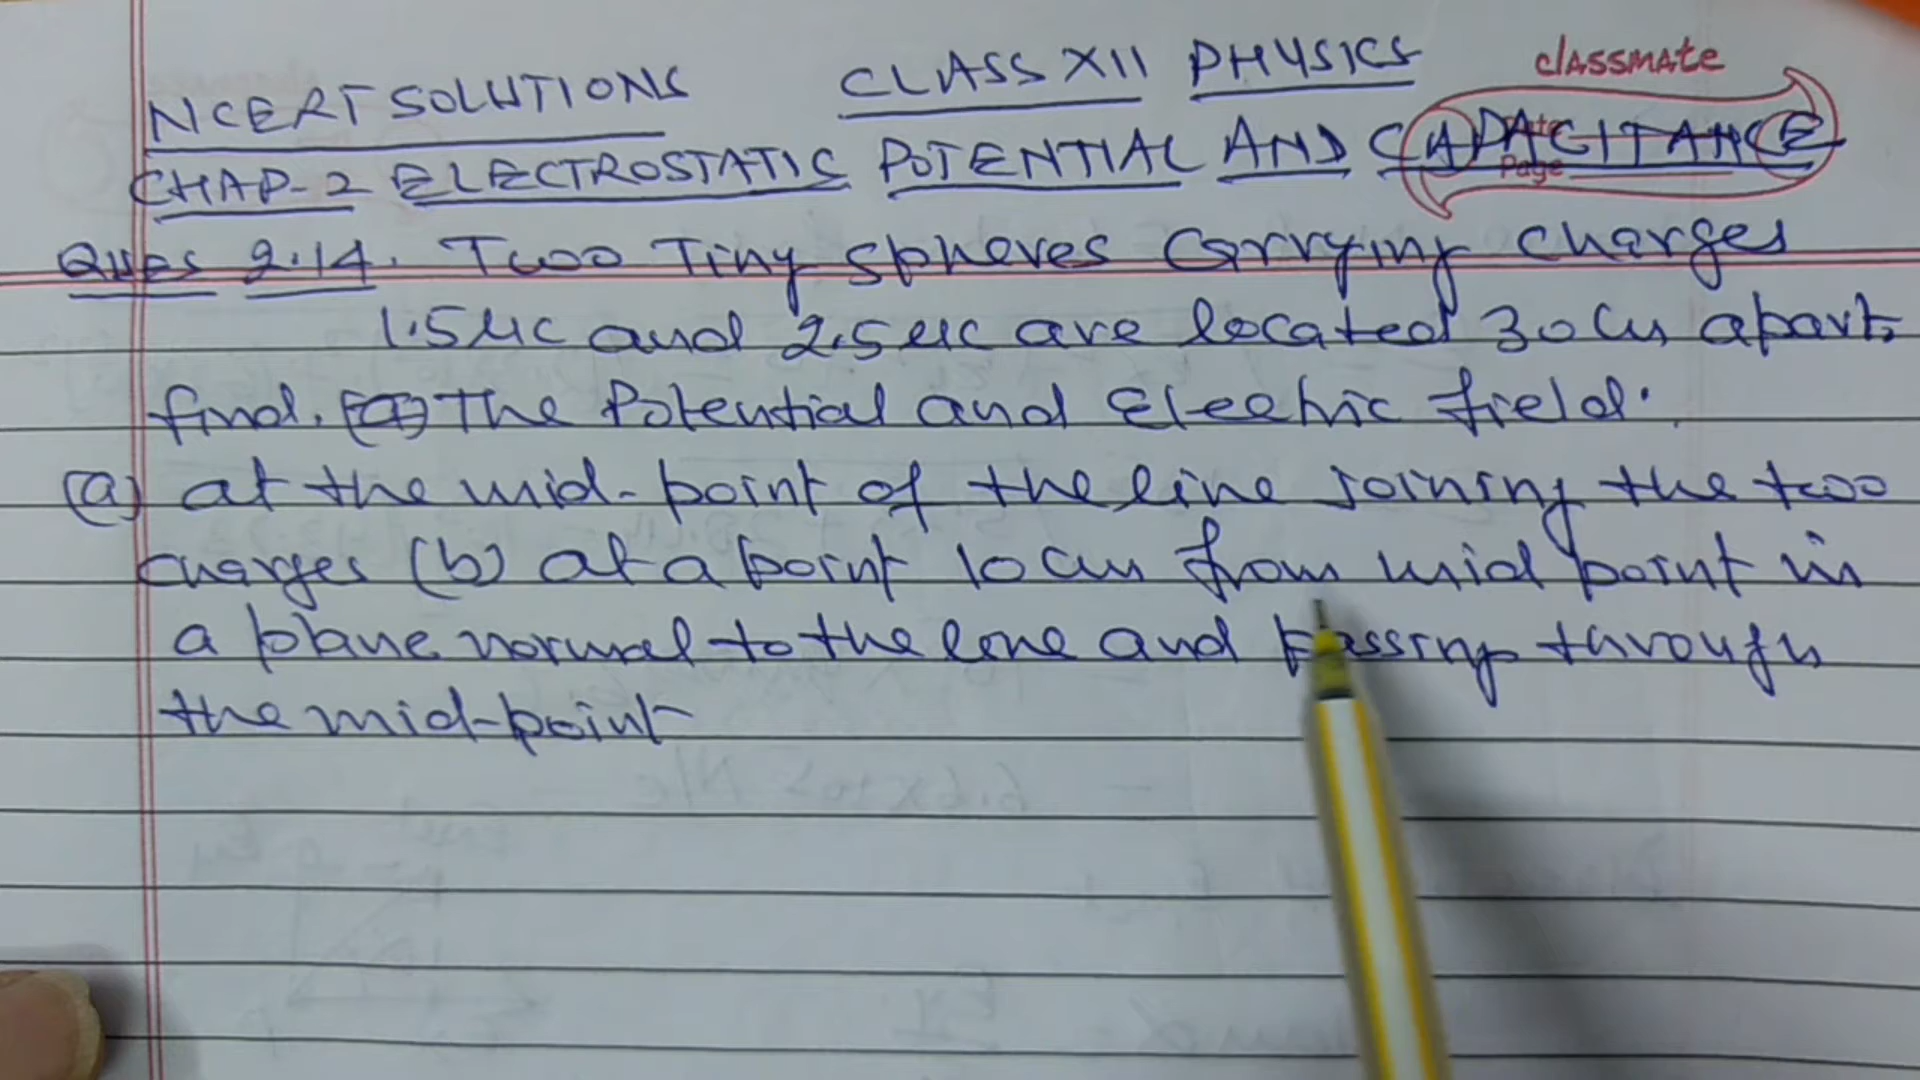 classmate
NCERT SOLUTIONS CLASS XII PHYSICS
CHAP-2 ELECTROSTATIC POTENTIAL AND CAPACITANCE
Page
Ques 2.14. Two Tiny spheres Carrying charges
1.5μc and 2.5μc are located 30cm apart,
find. (a) The Potential and Electric field.
(a) at the mid-point of the line joining the two
charges (b) at a point 10cm from mid point in
a plane normal to the line and passing through
the mid-point